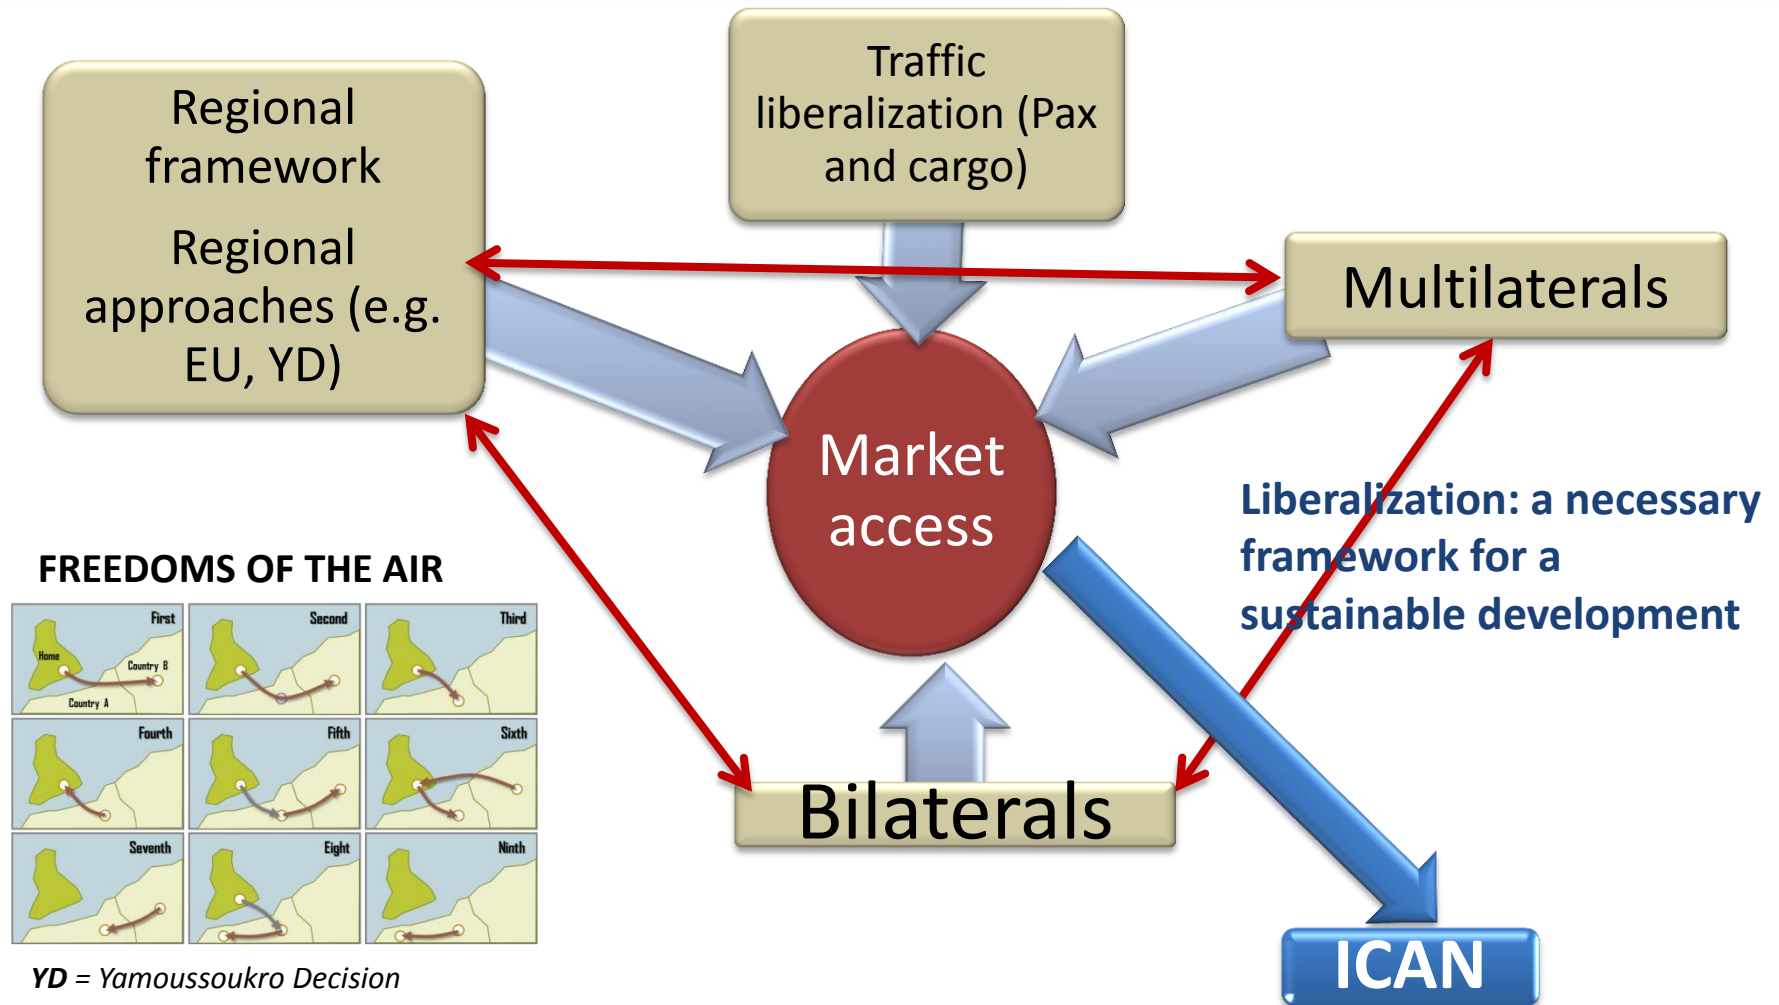 Traffic
liberalization (Pax
and cargo)
Regional
framework
Regional
approaches (e.g.
EU, YD)
Multilaterals
Market
access
Liberalization: a necessary
framework for a
sustainable development
FREEDOMS OF THE AIR
First
Home
Country B
Country A
Second
Third
Fourth
Fifth
Sixth
Seventh
Eight
Ninth
Bilaterals
ICAN
YD = Yamoussoukro Decision